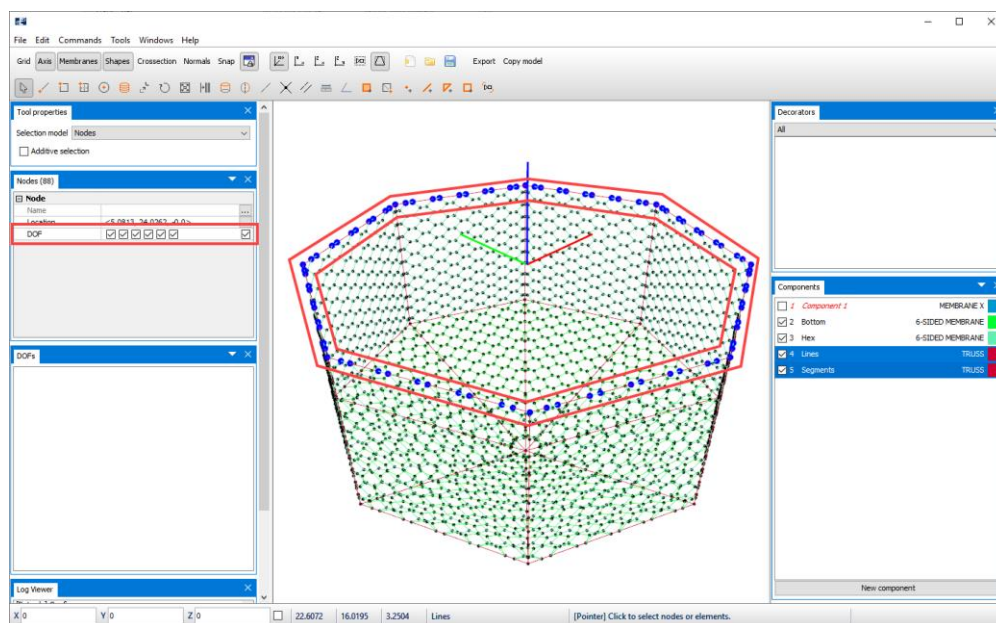 File Edit Commands Tools Windows Help
Grid Axis Membranes Shapes Crossection Normals Snap Export Copy model
Tool properties
Selection model Nodes
Additive selection
Nodes (88)
Node
Name
Location
DOF
DOFs
Log Viewer
Decorators
All
Components
1 Component 1 MEMBRANE X
2 Bottom 6-SIDED MEMBRANE
3 Hex 6-SIDED MEMBRANE
4 Lines TRUSS
5 Segments TRUSS
New component
X 0 Y 0 Z 0 22.6072 16.0195 3.2504 Lines [Pointer] Click to select nodes or elements.